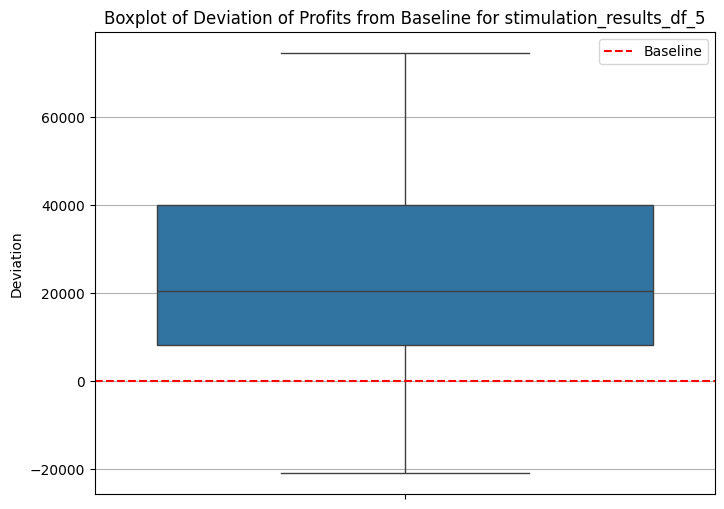 Boxplot of Deviation of Profits from Baseline for stimulation_results_df_5
Baseline
60000
40000
20000
0
−20000
Deviation